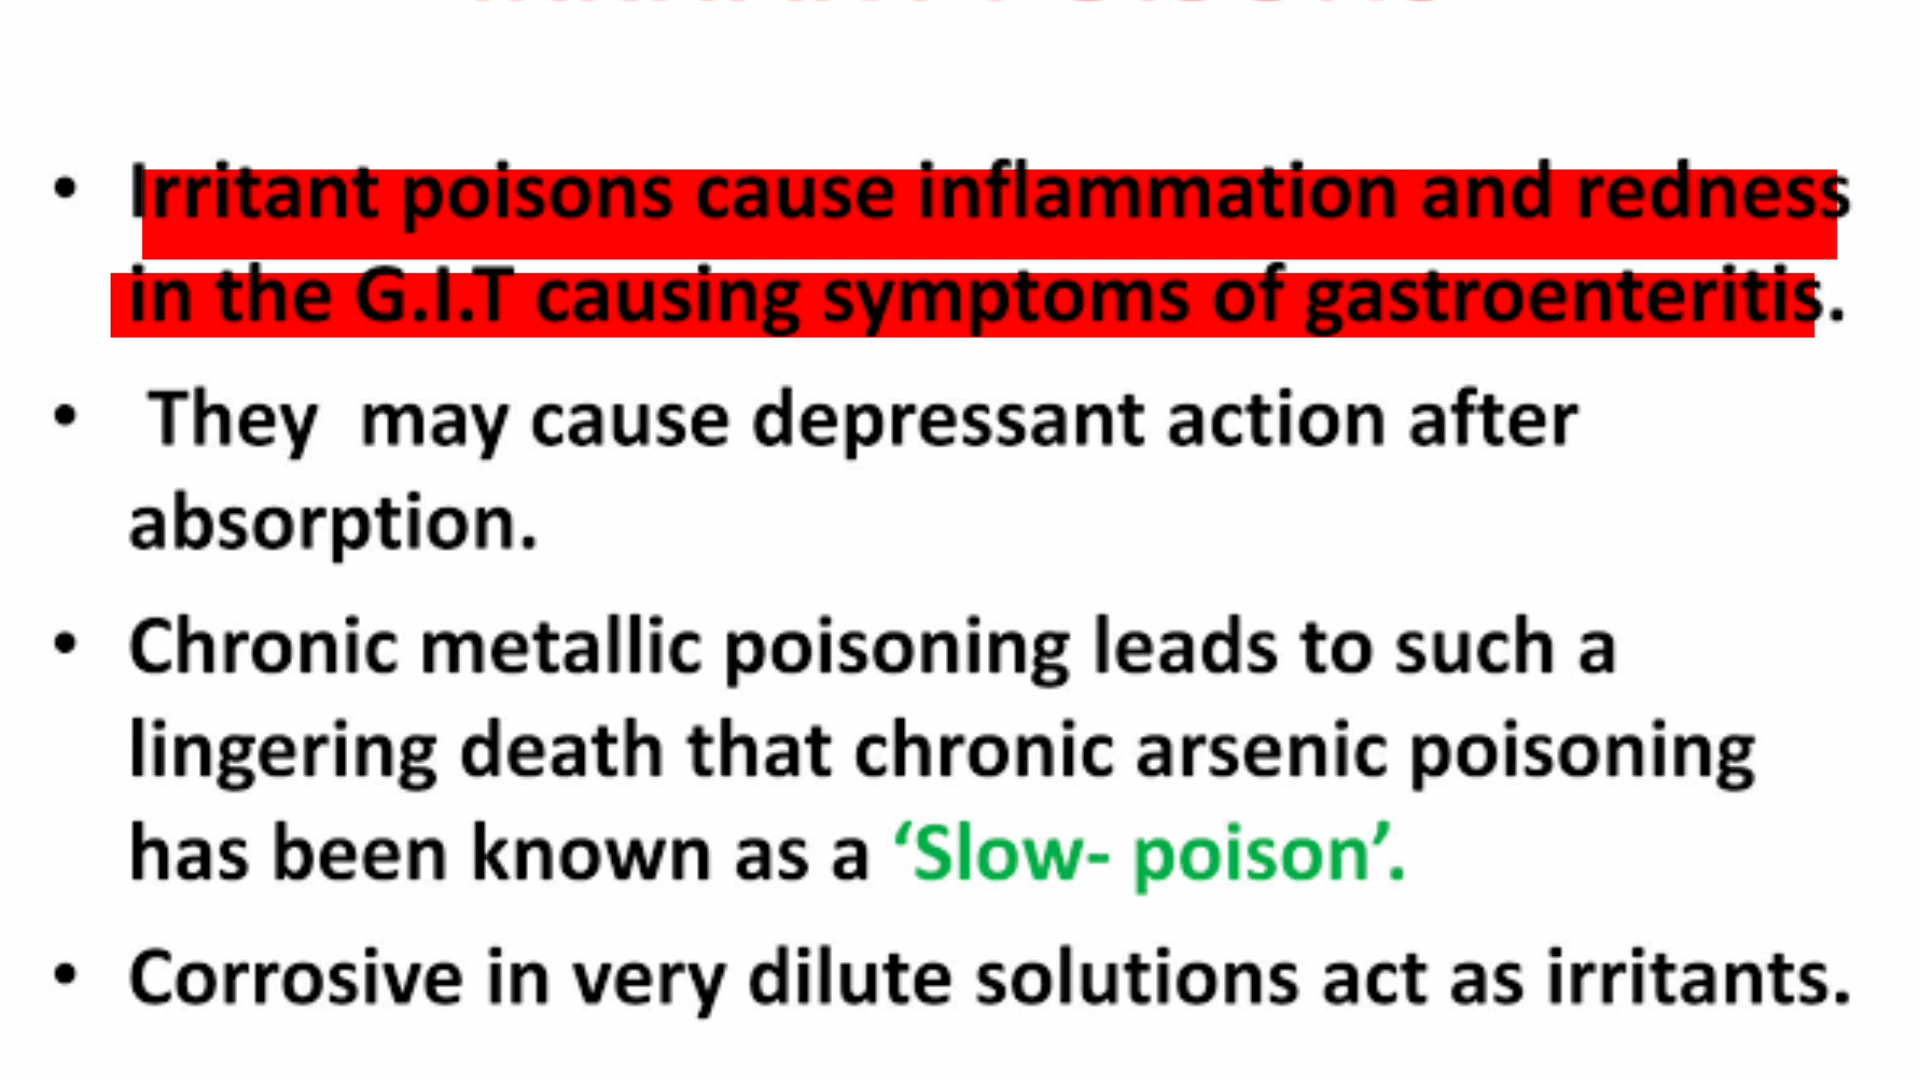 • Irritant poisons cause inflammation and redness
in the G.I.T causing symptoms of gastroenteritis.
• They may cause depressant action after
absorption.
• Chronic metallic poisoning leads to such a
lingering death that chronic arsenic poisoning
has been known as a ‘Slow- poison’.
• Corrosive in very dilute solutions act as irritants.